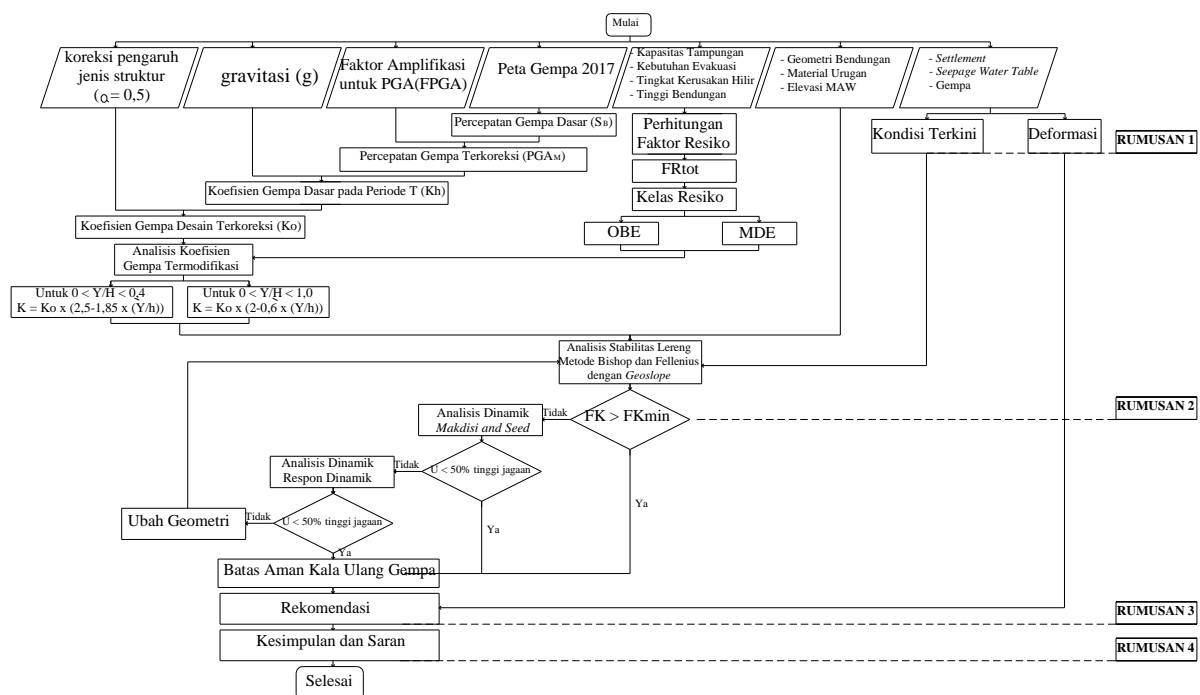 Mulai
koreksi pengaruh
jenis struktur
(α = 0,5)
gravitasi (g)
Faktor Amplifikasi
untuk PGA(FPGA)
Peta Gempa 2017
- Kapasitas Tampungan
- Kebutuhan Evakuasi
- Tingkat Kerusakan Hilir
- Tinggi Bendungan
- Geometri Bendungan
- Material Urugan
- Elevasi MAW
- Settlement
- Seepage Water Table
- Gempa
Percepatan Gempa Dasar (SB)
Perhitungan
Faktor Resiko
Kondisi Terkini
Deformasi
RUMUSAN 1
Percepatan Gempa Terkoreksi (PGAM)
FRtot
Koefisien Gempa Dasar pada Periode T (Kh)
Kelas Resiko
Koefisien Gempa Desain Terkoreksi (Ko)
OBE
MDE
Analisis Koefisien
Gempa Termodifikasi
Untuk 0 < Y/H < 0,4
K = Ko x (2,5-1,85 x (Y/h))
Untuk 0 < Y/H < 1,0
K = Ko x (2-0,6 x (Y/h))
Analisis Stabilitas Lereng
Metode Bishop dan Fellenius
dengan Geoslope
FK > FKmin
RUMUSAN 2
Tidak
Analisis Dinamik
Makdisi and Seed
U < 50% tinggi jagaan
Tidak
Analisis Dinamik
Respon Dinamik
Ya
Ya
U < 50% tinggi jagaan
Tidak
Ubah Geometri
Ya
Batas Aman Kala Ulang Gempa
Rekomendasi
RUMUSAN 3
Kesimpulan dan Saran
RUMUSAN 4
Selesai